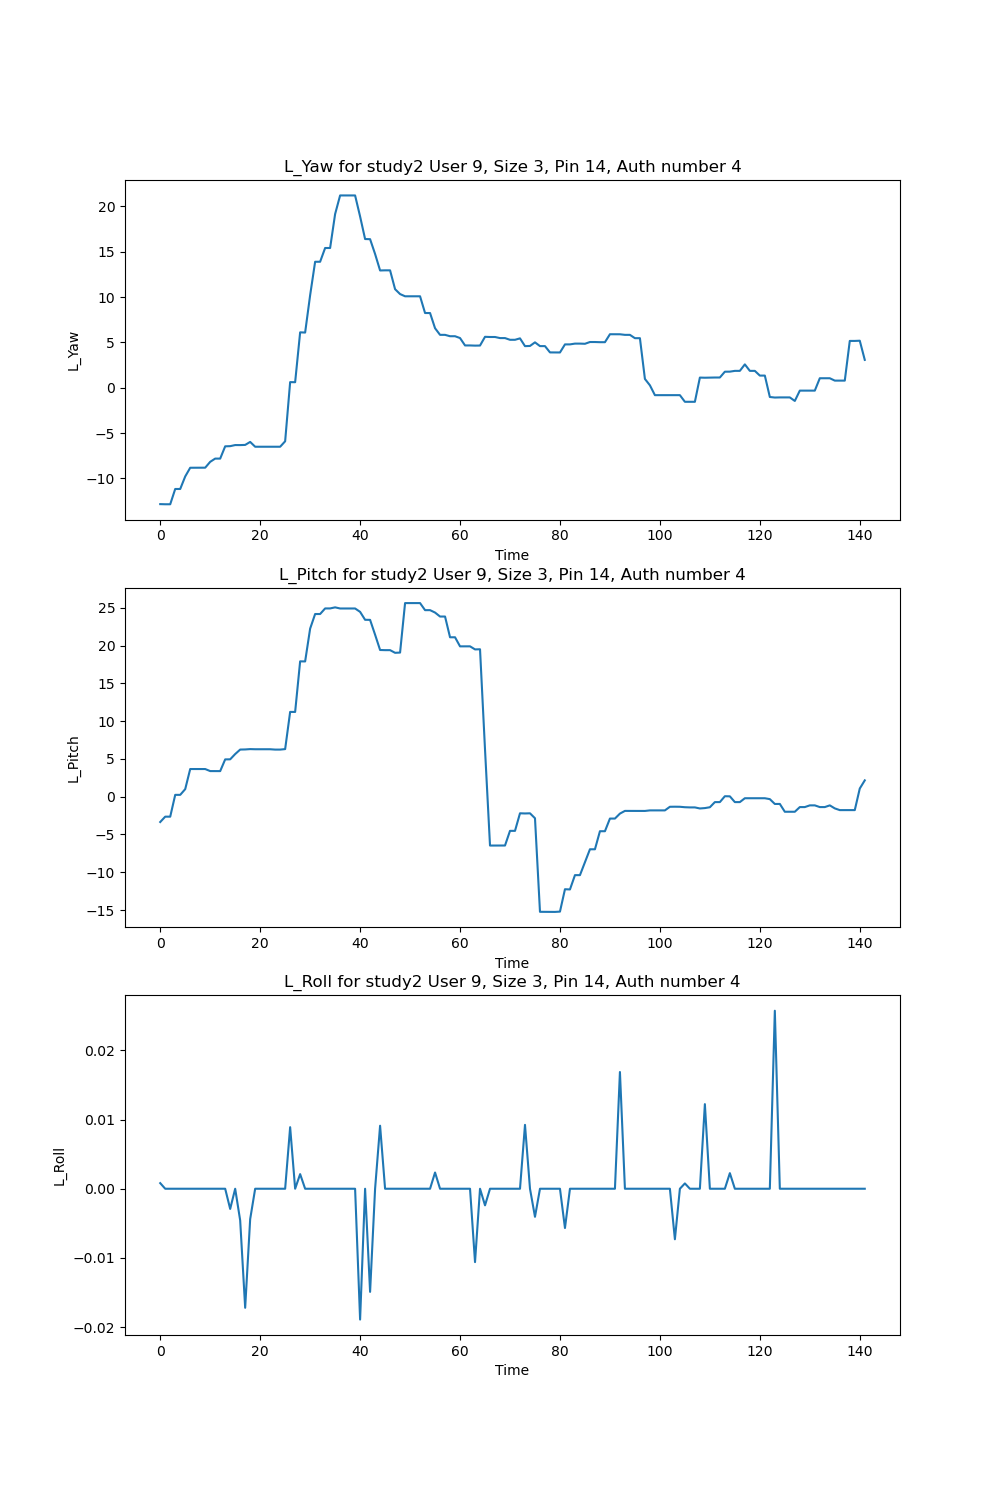 L_Yaw for study2 User 9, Size 3, Pin 14, Auth number 4
20
15
10
5
0
−5
−10
L_Yaw
0 20 40 60 80 100 120 140
Time
L_Pitch for study2 User 9, Size 3, Pin 14, Auth number 4
25
20
15
10
5
0
−5
−10
−15
L_Pitch
0 20 40 60 80 100 120 140
Time
L_Roll for study2 User 9, Size 3, Pin 14, Auth number 4
0.02
0.01
0.00
−0.01
−0.02
L_Roll
0 20 40 60 80 100 120 140
Time